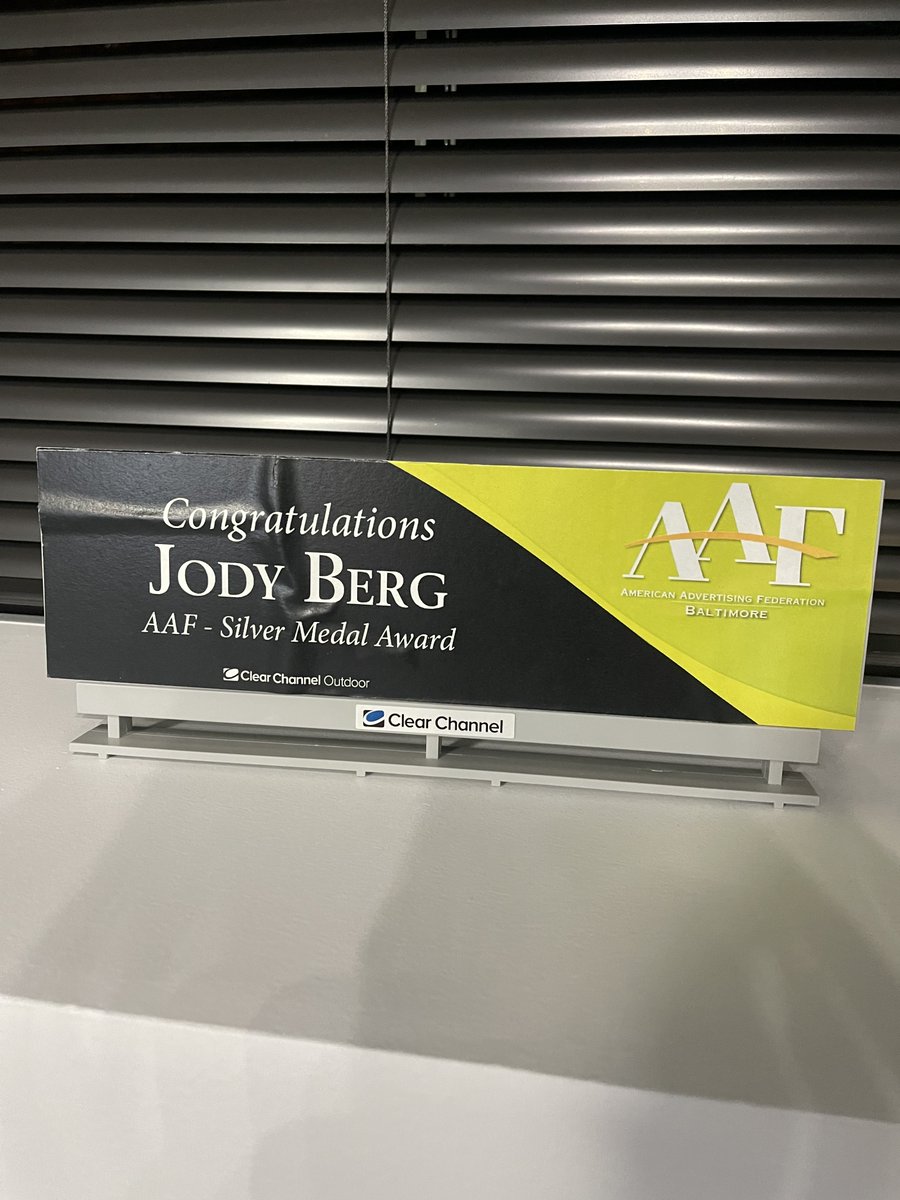 Congratulations
JODY BERG
AAF - Silver Medal Award
Clear Channel Outdoor
AAF
AMERICAN ADVERTISING FEDERATION
BALTIMORE
Clear Channel